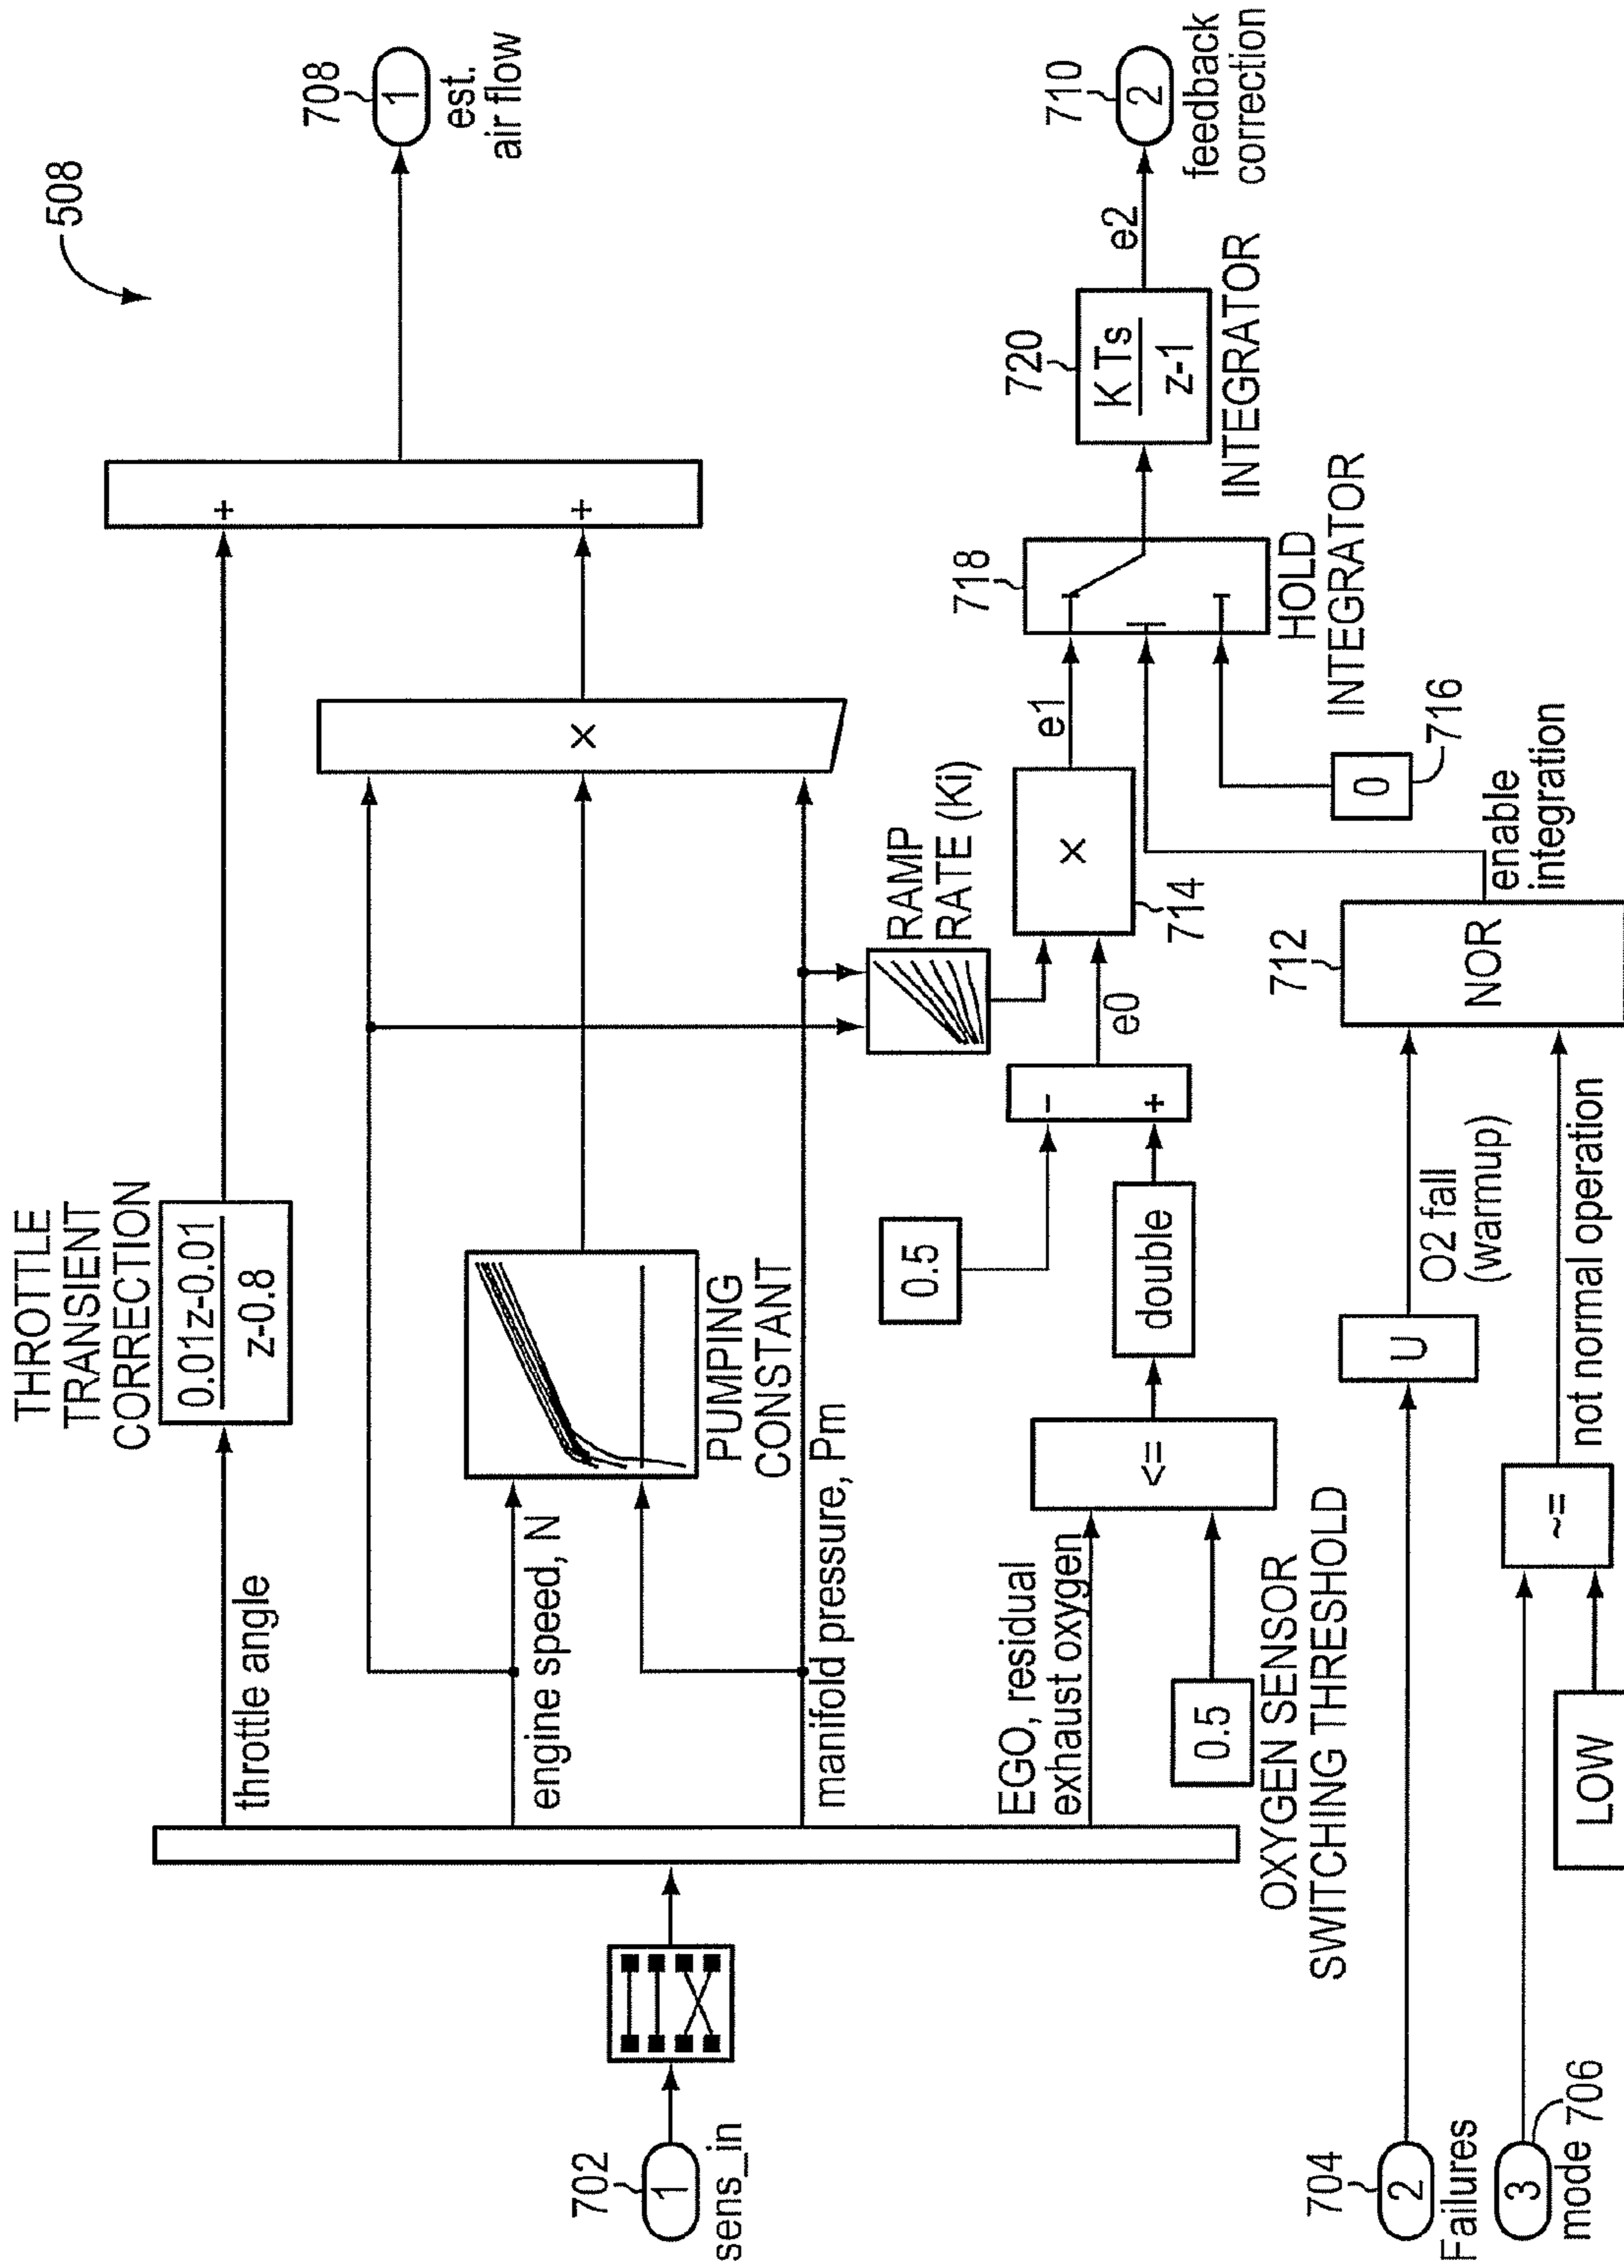 508
702
1
sens_in
throttle angle
THROTTLE
TRANSIENT
CORRECTION
0.01z-0.01
z-0.8
+
+
708
1
est.
air flow
engine speed, N
PUMPING
CONSTANT
×
manifold pressure, Pm
RAMP
RATE (Ki)
EGO, residual
exhaust oxygen
0.5
OXYGEN SENSOR
SWITCHING THRESHOLD
<=
double
0.5
-
+
e0
×
714
e1
718
HOLD
INTEGRATOR
720
K Ts
z-1
INTEGRATOR
e2
710
2
feedback
correction
0
716
704
2
Failures
U
O2 fall
(warmup)
712
NOR
enable
integration
3
mode 706
LOW
~=
not normal operation